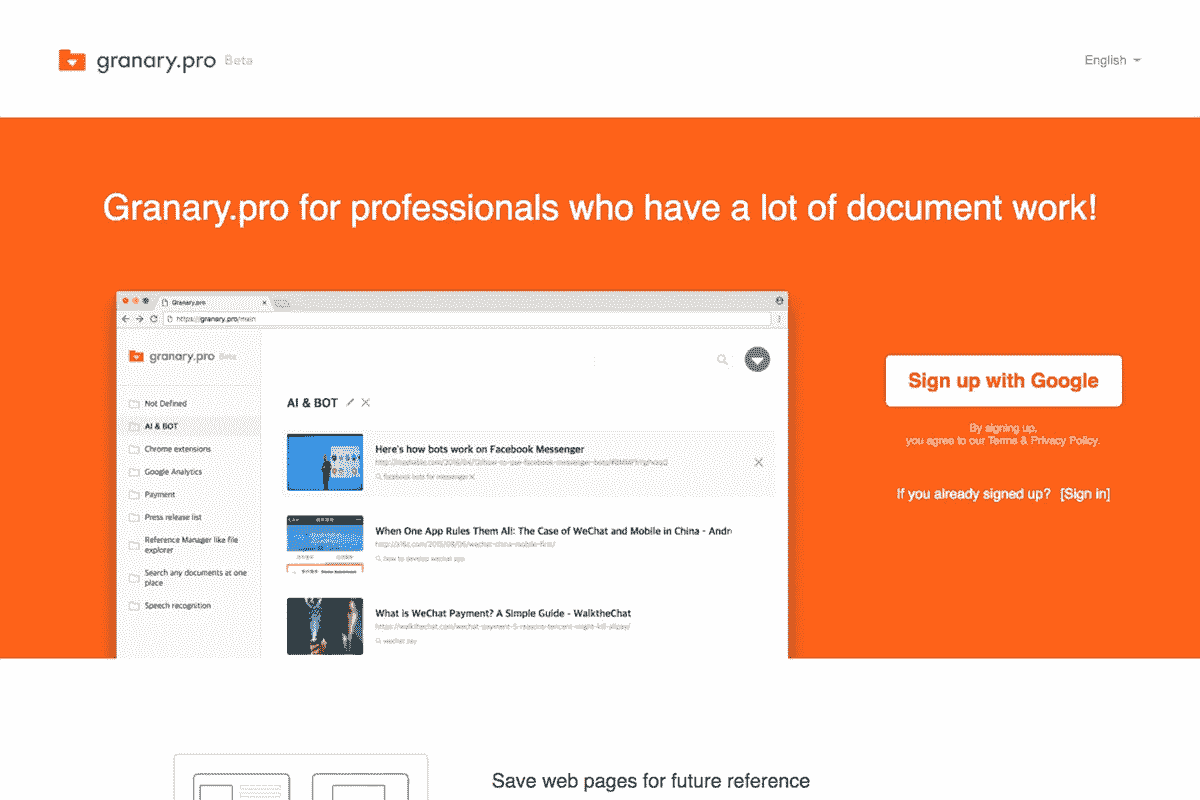 granary.pro Beta
English
Granary.pro for professionals who have a lot of document work!
Granary.pro
https://granary.pro/main
granary.pro Beta
Not Defined
AI & BOT
Chrome extensions
Google Analytics
Payment
Press release list
Reference Manager like file
explorer
Search any documents at one
place
Speech recognition
AI & BOT
Here's how bots work on Facebook Messenger
facebook bots for messenger
When One App Rules Them All: The Case of WeChat and Mobile in China - Andr
http://a16z.com/2015/08/06/wechat-china-mobile-first/
how to develop wechat app
What is WeChat Payment? A Simple Guide - WalktheChat
https://walkthechat.com/wechat-payment-5-reasons-tencent-might-kill-alipay/
wechat pay
Sign up with Google
By signing up,
you agree to our Terms & Privacy Policy.
If you already signed up? [Sign in]
Save web pages for future reference